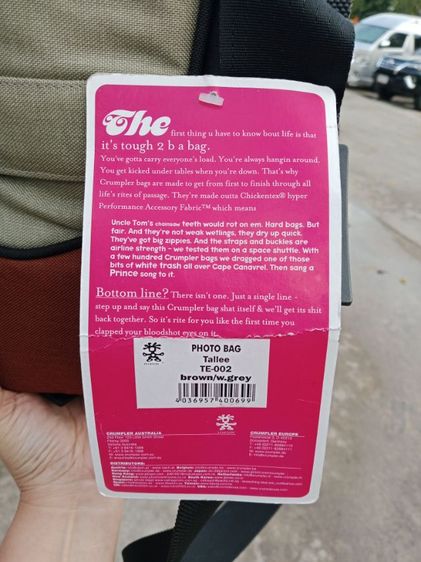 The first thing u have to know bout life is that
it's tough 2 b a bag.
You've gotta carry everyone's load. You're always hangin around.
You get kicked under tables when you're down. That's why
Crumpler bags are made to get from first to finish through all
life's rites of passage. They're made outta Chickentex® hyper
Performance Accessory Fabric™ which means
Uncle Tom's chainsaw teeth would rot on em. Hard bags. But
fair. And they're not weak wetlings, they dry up quick.
They've got big zippies. And the straps and buckles are
airline strength - we tested them on a space shuttle. With
a few hundred Crumpler bags we dragged one of those
bits of white trash all over Cape Canavrel. Then sang a
Prince song to it.
Bottom line? There isn't one. Just a single line -
step up and say this Crumpler bag shat itself & we'll get its shit
back together. So it's rite for you like the first time you
clapped your bloodshot eyes on it.
PHOTO BAG
Tallee
TE-002
brown/w.grey
4036957400699
CRUMPLER AUSTRALIA
CRUMPLER EUROPE
DISTRIBUTORS: